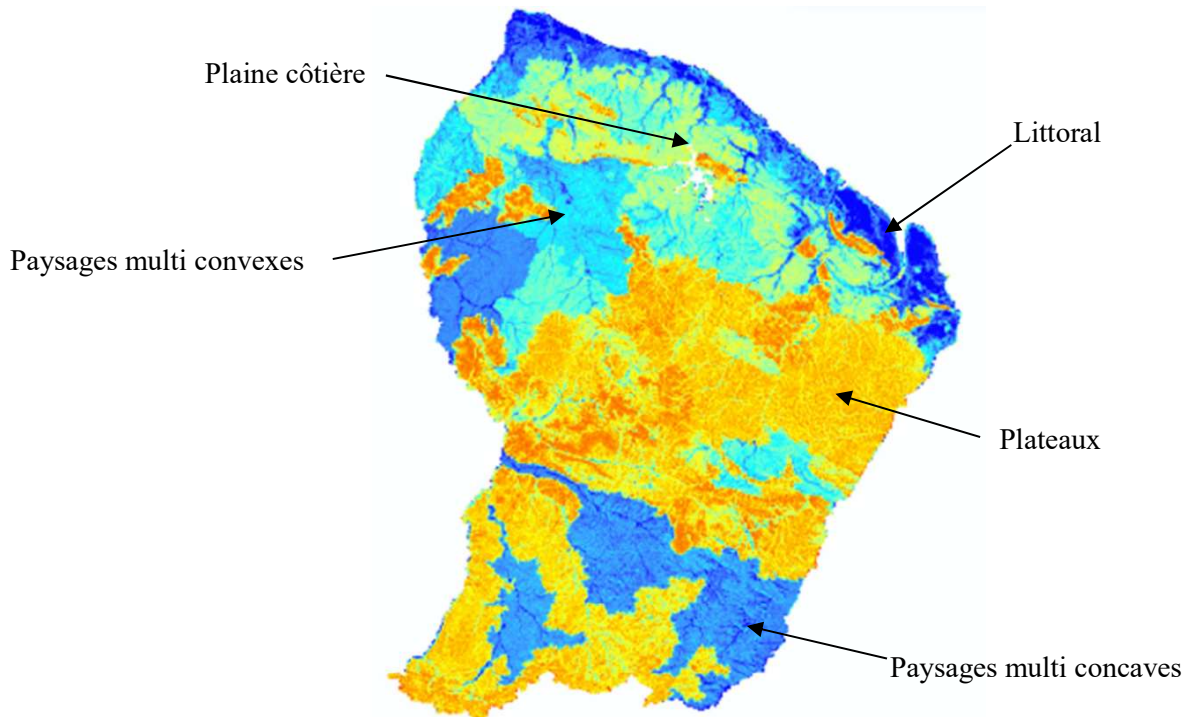 Plaine côtière
Littoral
Paysages multi convexes
Plateaux
Paysages multi concaves